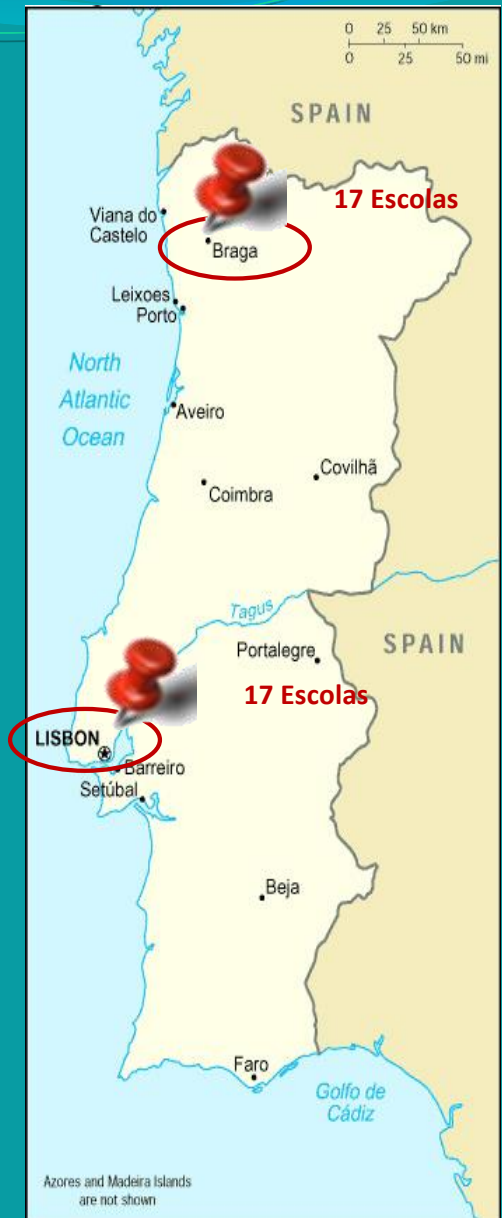 0 25 50 km
0 25 50 mi
SPAIN
17 Escolas
Viana do
Castelo
Braga
Leixoes
Porto
North
Atlantic
Ocean
Aveiro
Covilhã
Coimbra
Tagus
Portalegre
SPAIN
17 Escolas
LISBON
Barreiro
Setúbal
Beja
Faro
Golfo de
Cádiz
Azores and Madeira Islands
are not shown